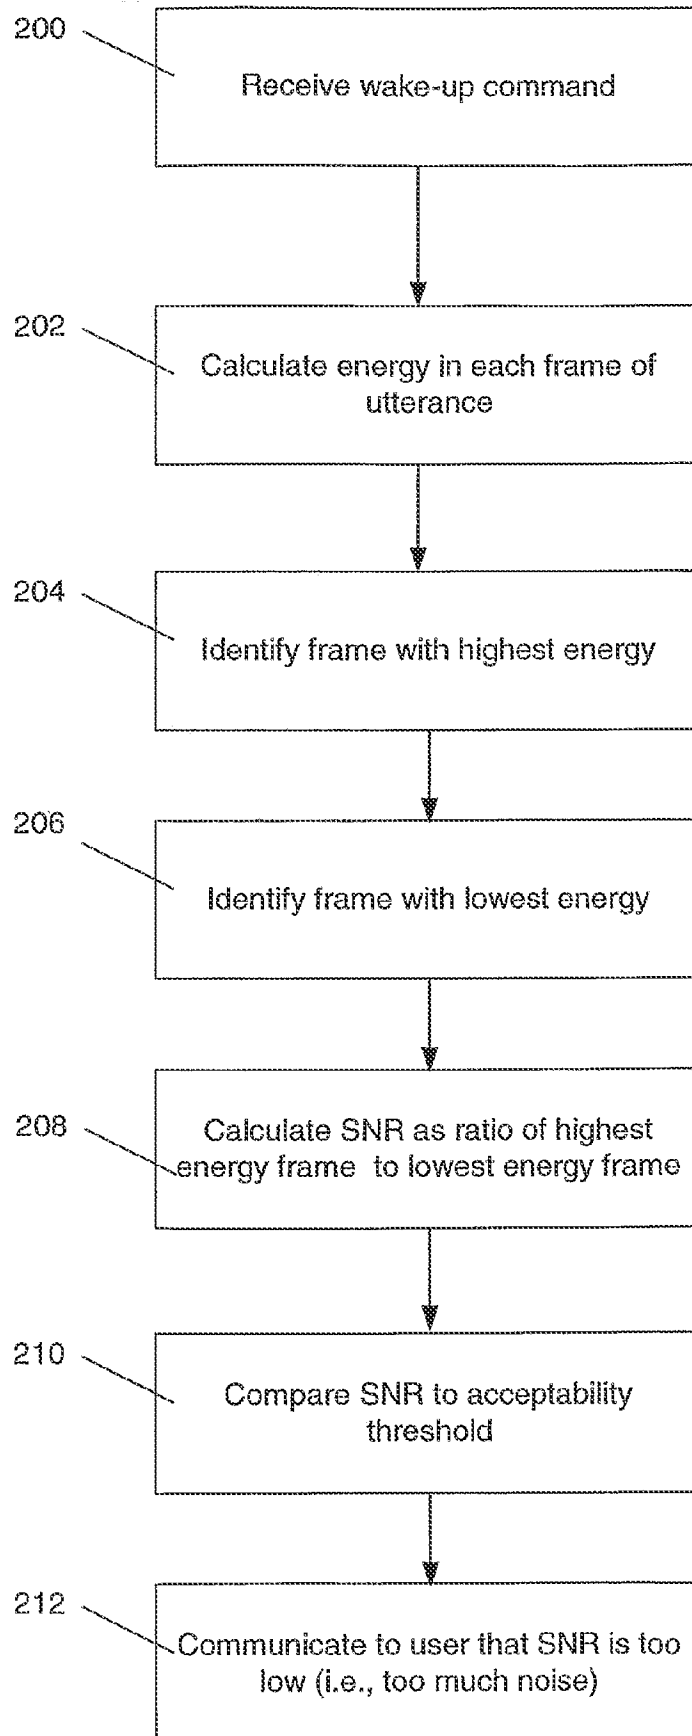 200
Receive wake-up command
202
Calculate energy in each frame of
utterance
204
Identify frame with highest energy
206
Identify frame with lowest energy
208
Calculate SNR as ratio of highest
energy frame to lowest energy frame
210
Compare SNR to acceptability
threshold
212
Communicate to user that SNR is too
low (i.e., too much noise)